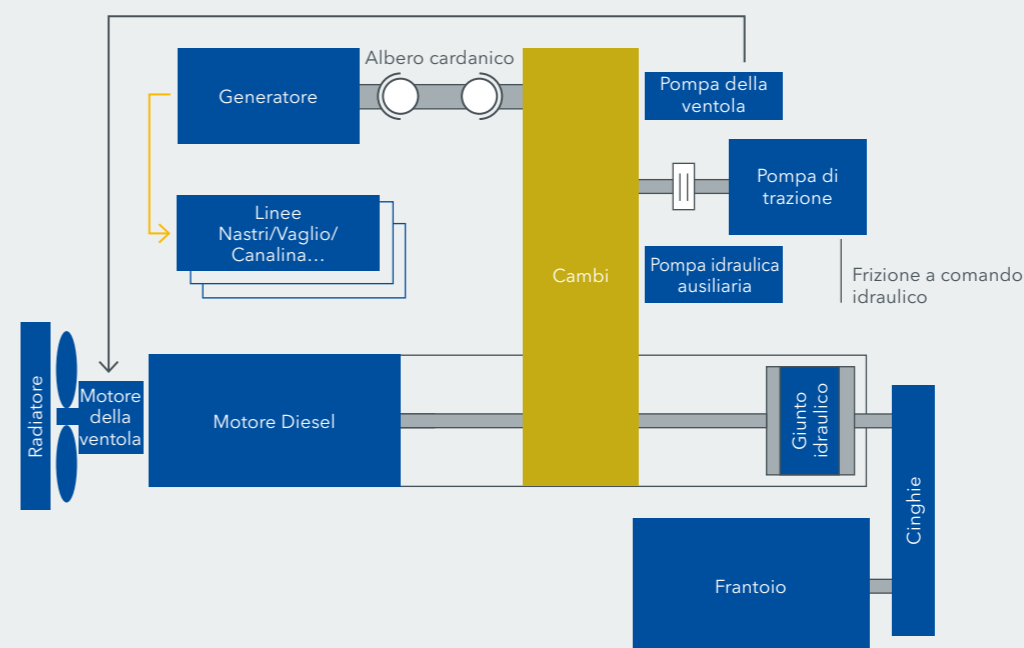 Albero cardanico
Generatore
Pompa della
ventola
Pompa di
trazione
Linee
Nastri/Vaglio/
Canalina…
Cambi
Pompa idraulica
ausiliaria
Frizione a comando
idraulico
Radiatore
Motore
della
ventola
Motore Diesel
Giunto
idraulico
Cinghie
Frantoio